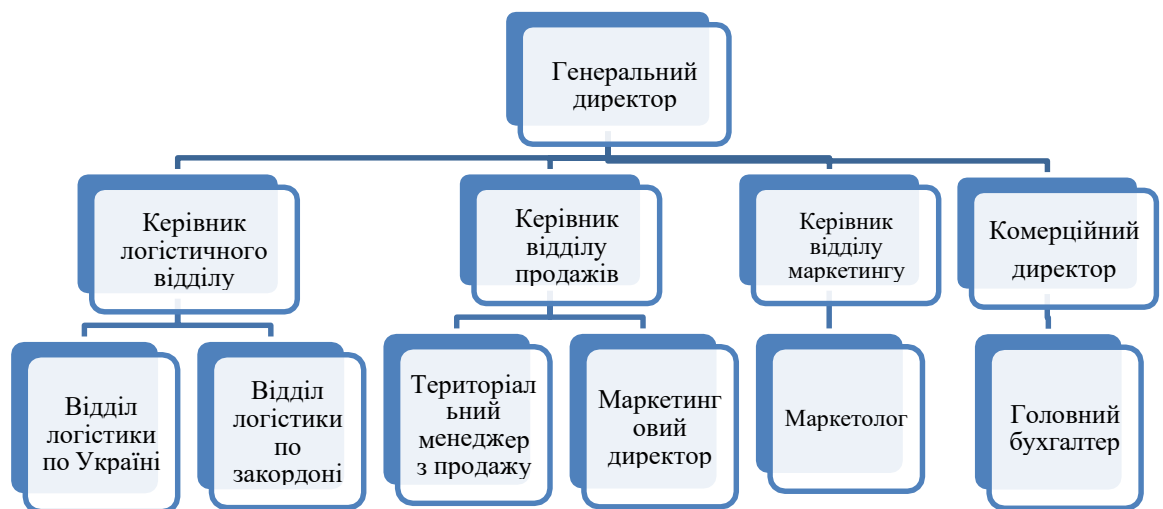 Генеральний
директор
Керівник
логістичного
відділу
Керівник
відділу
продажів
Керівник
відділу
маркетингу
Комерційний
директор
Відділ
логістики
по Україні
Відділ
логістики
по
закордоні
Територіал
ьний
менеджер
з продажу
Маркетинг
овий
директор
Маркетолог
Головний
бухгалтер